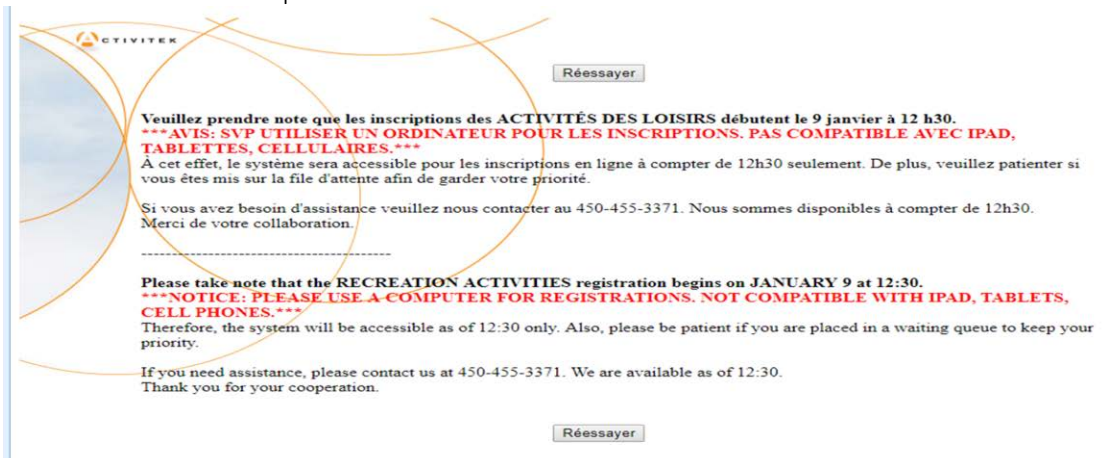 ACTIVITEK
Réessayer
Veuillez prendre note que les inscriptions des ACTIVITÉS DES LOISIRS débutent le 9 janvier à 12 h30.
***AVIS: SVP UTILISER UN ORDINATEUR POUR LES INSCRIPTIONS. PAS COMPATIBLE AVEC IPAD,
TABLETTES, CELLULAIRES.***
À cet effet, le système sera accessible pour les inscriptions en ligne à compter de 12h30 seulement. De plus, veuillez patienter si
vous êtes mis sur la file d'attente afin de garder votre priorité.
Si vous avez besoin d'assistance veuillez nous contacter au 450-455-3371. Nous sommes disponibles à compter de 12h30.
Merci de votre collaboration.
----------------------------------------
Please take note that the RECREATION ACTIVITIES registration begins on JANUARY 9 at 12:30.
***NOTICE: PLEASE USE A COMPUTER FOR REGISTRATIONS. NOT COMPATIBLE WITH IPAD, TABLETS,
CELL PHONES.***
Therefore, the system will be accessible as of 12:30 only. Also, please be patient if you are placed in a waiting queue to keep your
priority.
If you need assistance, please contact us at 450-455-3371. We are available as of 12:30.
Thank you for your cooperation.
Réessayer